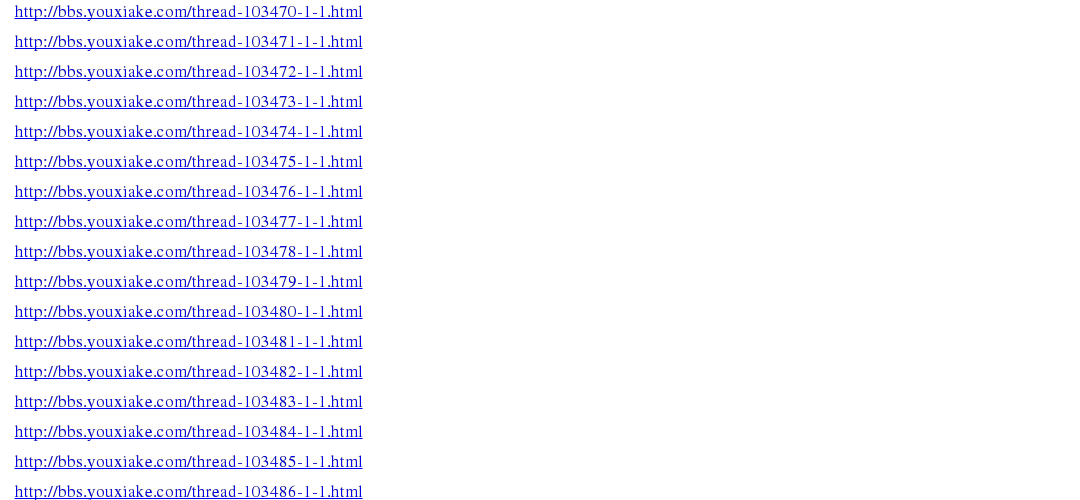 http://bbs.youxiake.com/thread-103470-1-1.html
http://bbs.youxiake.com/thread-103471-1-1.html
http://bbs.youxiake.com/thread-103472-1-1.html
http://bbs.youxiake.com/thread-103473-1-1.html
http://bbs.youxiake.com/thread-103474-1-1.html
http://bbs.youxiake.com/thread-103475-1-1.html
http://bbs.youxiake.com/thread-103476-1-1.html
http://bbs.youxiake.com/thread-103477-1-1.html
http://bbs.youxiake.com/thread-103478-1-1.html
http://bbs.youxiake.com/thread-103479-1-1.html
http://bbs.youxiake.com/thread-103480-1-1.html
http://bbs.youxiake.com/thread-103481-1-1.html
http://bbs.youxiake.com/thread-103482-1-1.html
http://bbs.youxiake.com/thread-103483-1-1.html
http://bbs.youxiake.com/thread-103484-1-1.html
http://bbs.youxiake.com/thread-103485-1-1.html
http://bbs.youxiake.com/thread-103486-1-1.html